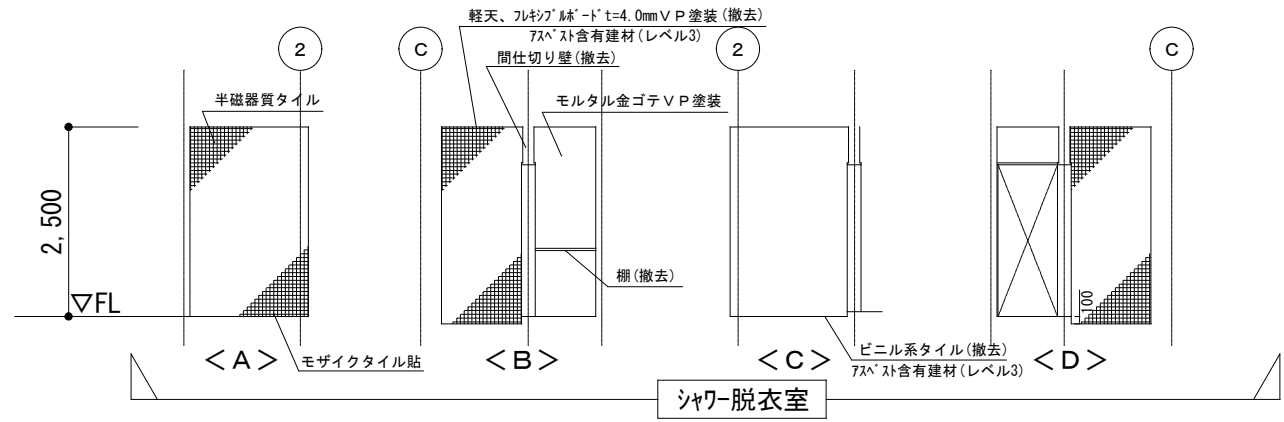 軽天、ﾌﾚｷｼﾌﾞﾙﾎﾞｰﾄﾞt=4.0mmＶＰ塗装(撤去)
ｱｽﾍﾞｽﾄ含有建材(レベル3)
2
C
2
C
間仕切り壁(撤去)
半磁器質タイル
モルタル金ゴテＶＰ塗装
2,500
棚(撤去)
▽FL
100
＜A＞
モザイクタイル貼
＜B＞
＜C＞
ビニル系タイル(撤去)
ｱｽﾍﾞｽﾄ含有建材(レベル3)
＜D＞
ｼｬﾜｰ脱衣室